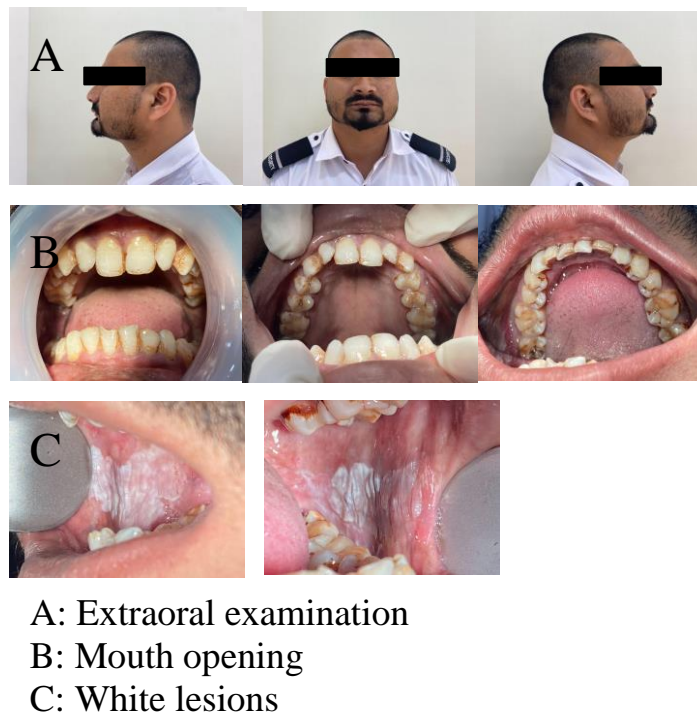 A
B
C
A: Extraoral examination
B: Mouth opening
C: White lesions